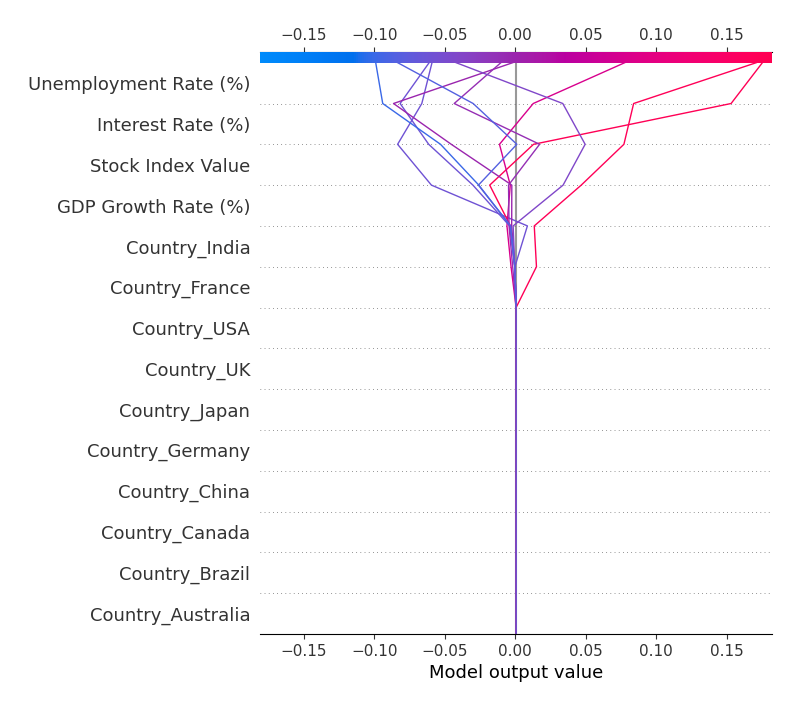 −0.15 −0.10 −0.05 0.00 0.05 0.10 0.15
Unemployment Rate (%)
Interest Rate (%)
Stock Index Value
GDP Growth Rate (%)
Country_India
Country_France
Country_USA
Country_UK
Country_Japan
Country_Germany
Country_China
Country_Canada
Country_Brazil
Country_Australia
−0.15 −0.10 −0.05 0.00 0.05 0.10 0.15
Model output value